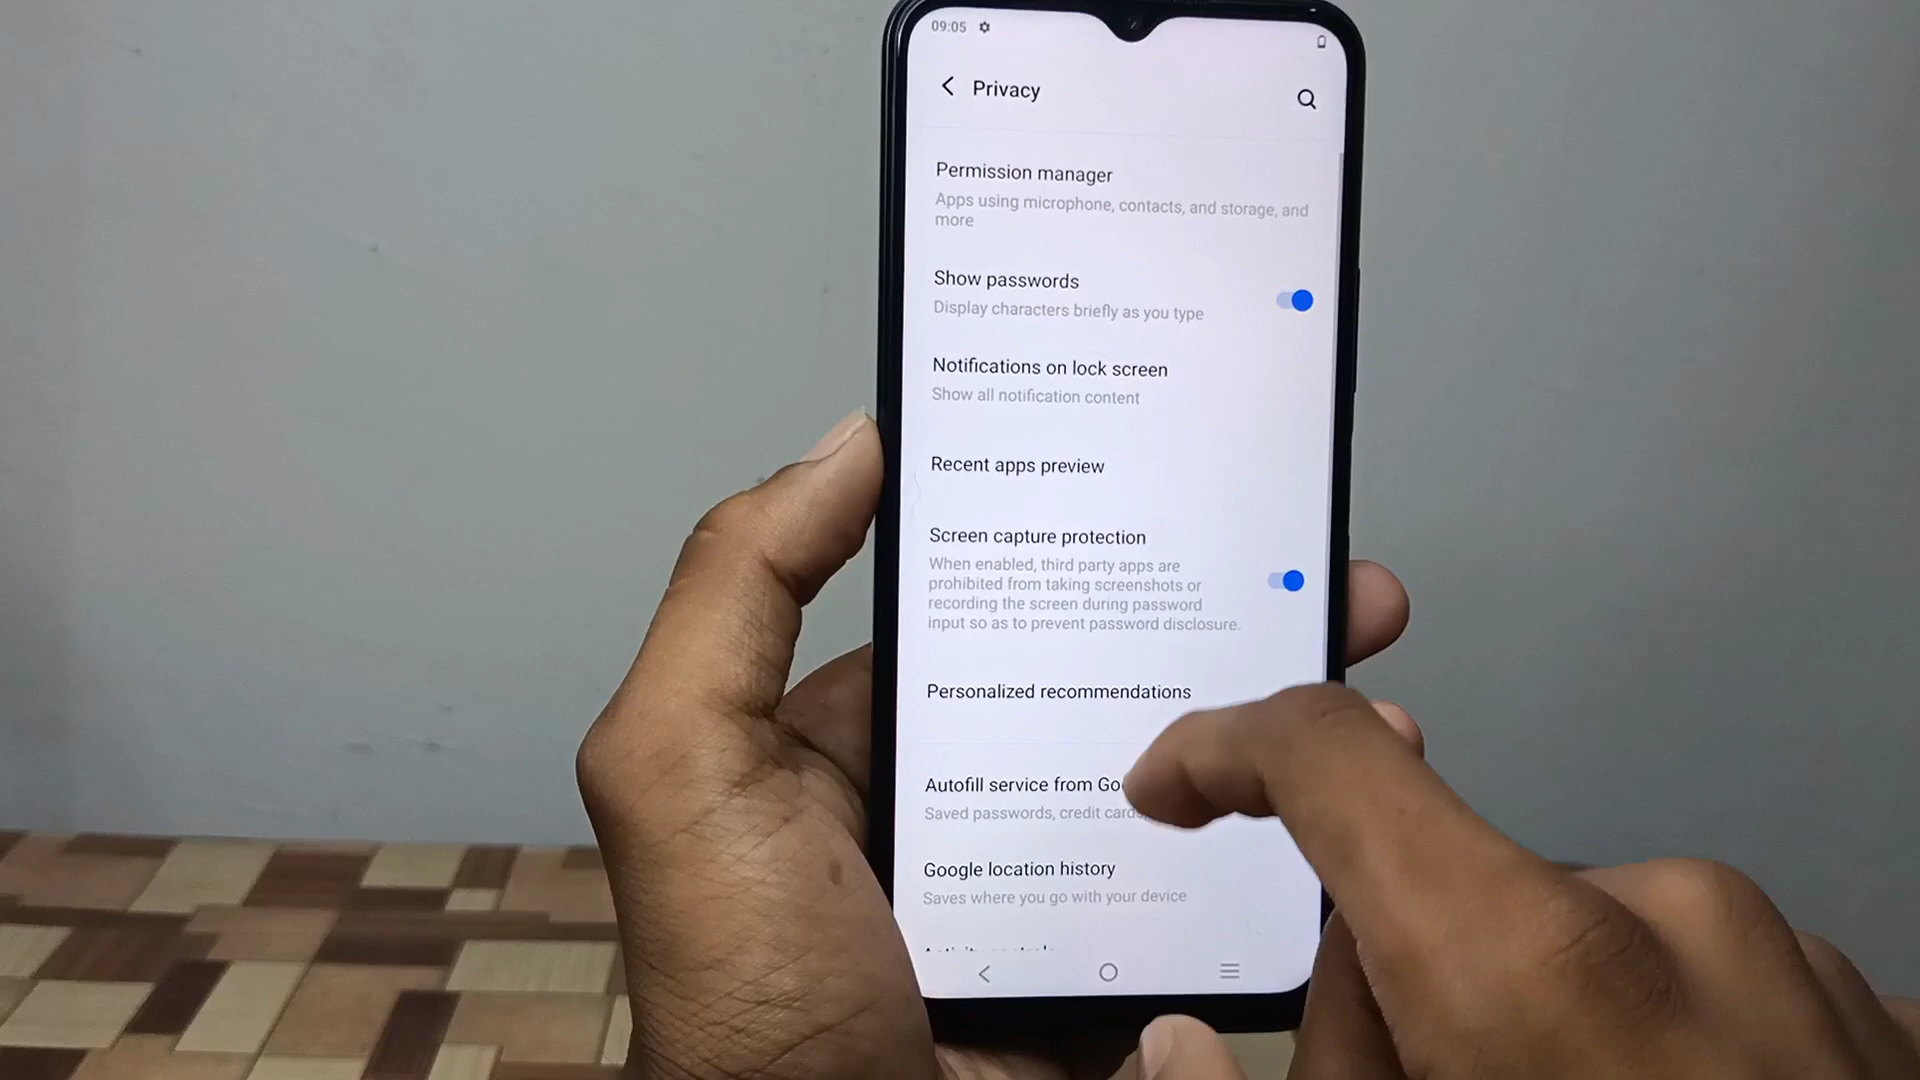 09:05
Privacy
Permission manager
Apps using microphone, contacts, and storage, and
more
Show passwords
Display characters briefly as you type
Notifications on lock screen
Show all notification content
Recent apps preview
Screen capture protection
When enabled, third party apps are
prohibited from taking screenshots or
recording the screen during password
input so as to prevent password disclosure.
Personalized recommendations
Autofill service from
Saved passwords, credit
Google location history
Saves where you go with your device